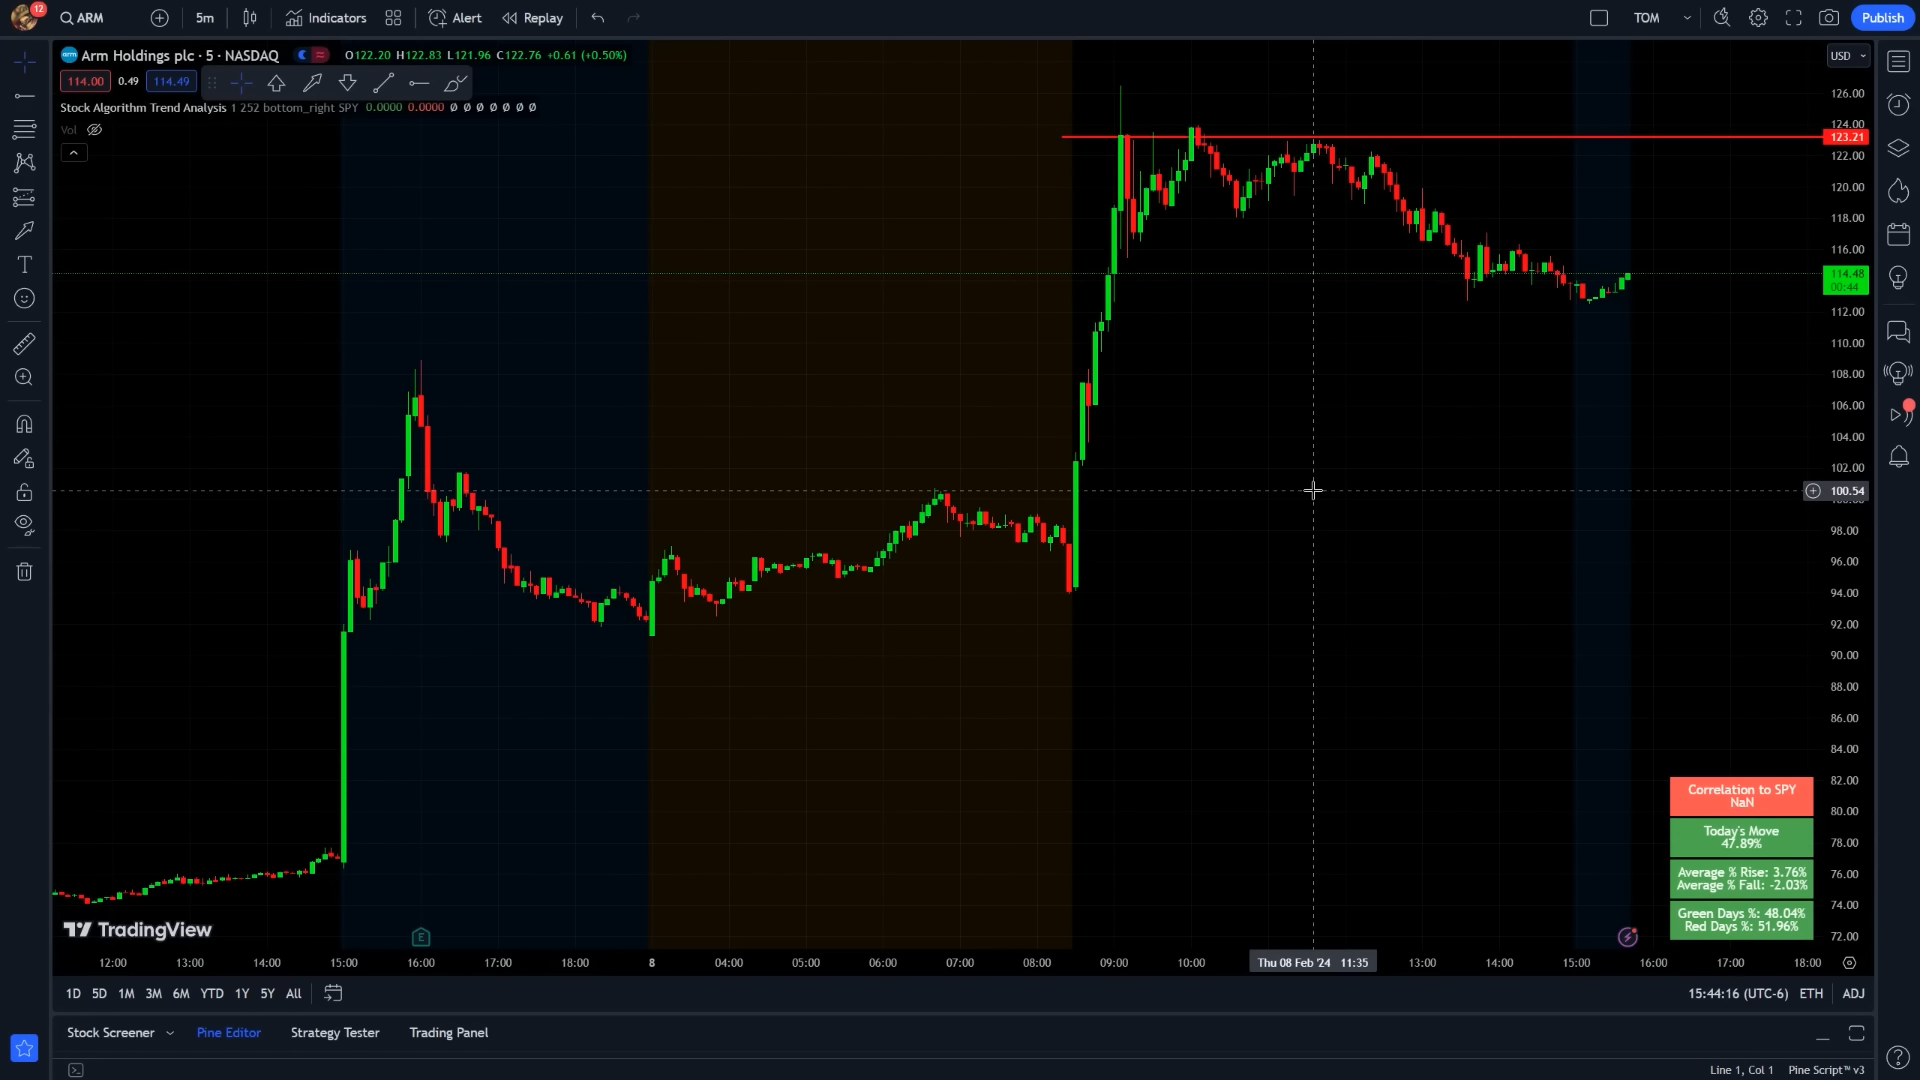 12
ARM
5m
Indicators
Alert
Replay
TOM
Publish
arm Arm Holdings plc · 5 · NASDAQ
O122.20 H122.83 L121.96 C122.76 +0.61 (+0.50%)
USD
114.00 0.49 114.49
Stock Algorithm Trend Analysis 1 252 bottom_right SPY 0.0000 0.0000 Ø Ø Ø Ø Ø Ø Ø
Vol
126.00
124.00
123.21
122.00
120.00
118.00
116.00
114.48
00:44
112.00
110.00
108.00
106.00
104.00
102.00
100.54
98.00
96.00
94.00
92.00
90.00
88.00
86.00
84.00
82.00
80.00
78.00
76.00
74.00
72.00
Correlation to SPY
NaN
Today's Move
47.89%
Average % Rise: 3.76%
Average % Fall: -2.03%
Green Days %: 48.04%
Red Days %: 51.96%
TradingView
E
12:00 13:00 14:00 15:00 16:00 17:00 18:00 8 04:00 05:00 06:00 07:00 08:00 09:00 10:00 Thu 08 Feb '24 11:35 13:00 14:00 15:00 16:00 17:00 18:00
1D 5D 1M 3M 6M YTD 1Y 5Y All
15:44:16 (UTC-6) ETH ADJ
Stock Screener Pine Editor Strategy Tester Trading Panel
Line 1, Col 1 Pine Script™ v3